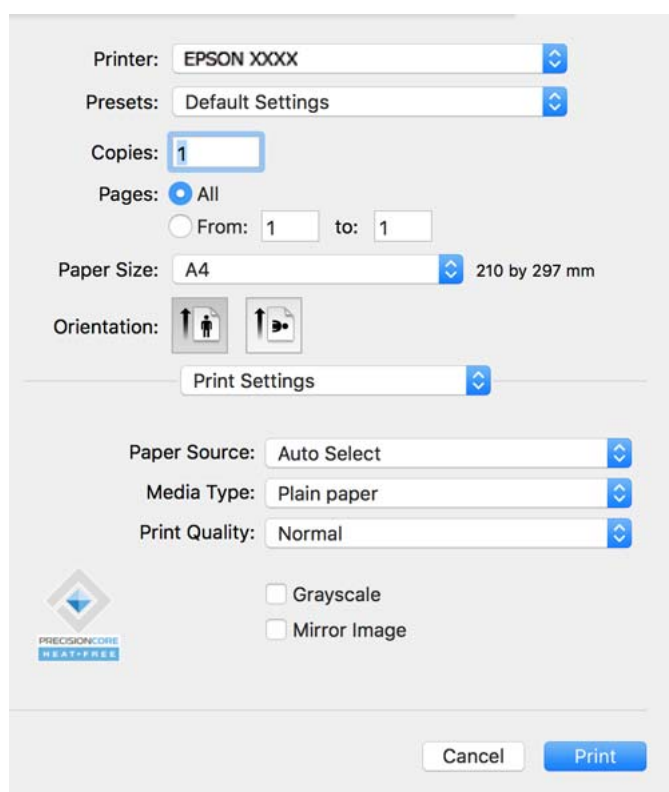 Printer: EPSON XXXX
Presets: Default Settings
Copies: 1
Pages: All
From: 1 to: 1
Paper Size: A4 210 by 297 mm
Orientation:
Print Settings
Paper Source: Auto Select
Media Type: Plain paper
Print Quality: Normal
Grayscale
Mirror Image
PRECISIONCORE
HEAT-FREE
Cancel Print